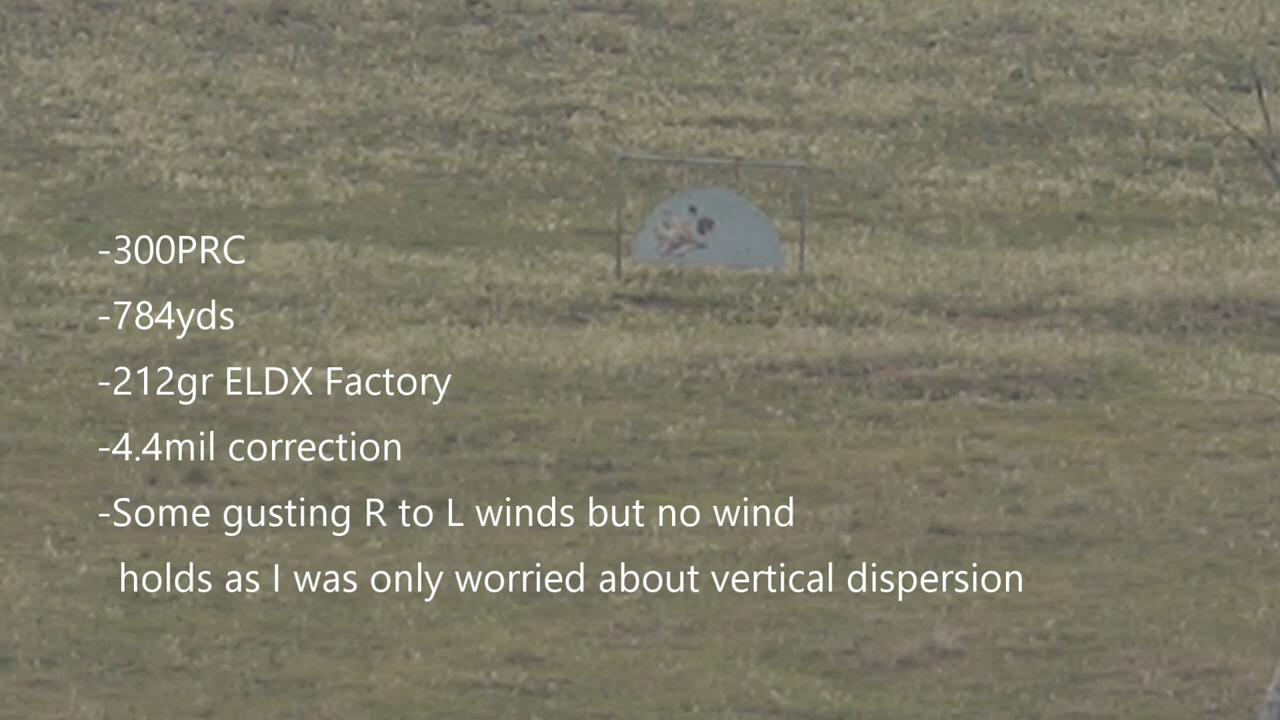 -300PRC
-784yds
-212gr ELDX Factory
-4.4mil correction
-Some gusting R to L winds but no wind
holds as I was only worried about vertical dispersion